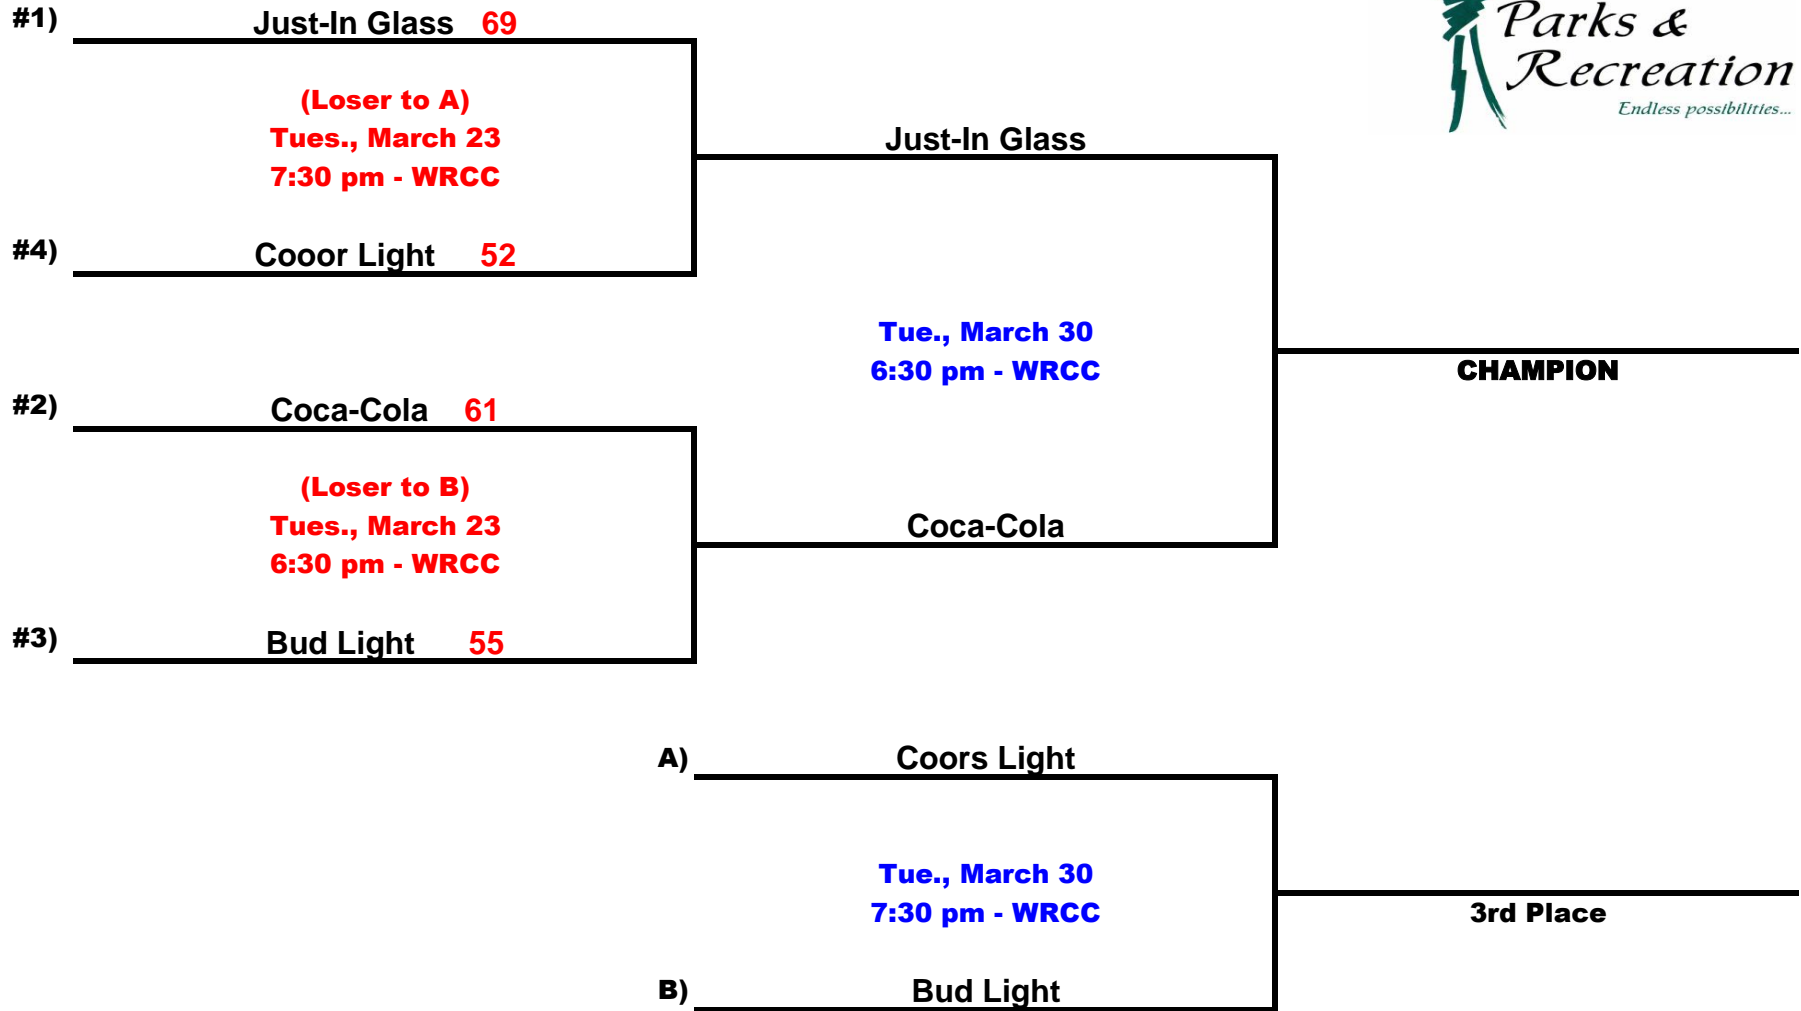 #1) Just-In Glass 69
Parks &
Recreation
Endless possibilities...
(Loser to A)
Tues., March 23
7:30 pm - WRCC
Just-In Glass
#4) Cooor Light 52
Tue., March 30
6:30 pm - WRCC
CHAMPION
#2) Coca-Cola 61
(Loser to B)
Tues., March 23
6:30 pm - WRCC
Coca-Cola
#3) Bud Light 55
A) Coors Light
Tue., March 30
7:30 pm - WRCC
3rd Place
B) Bud Light